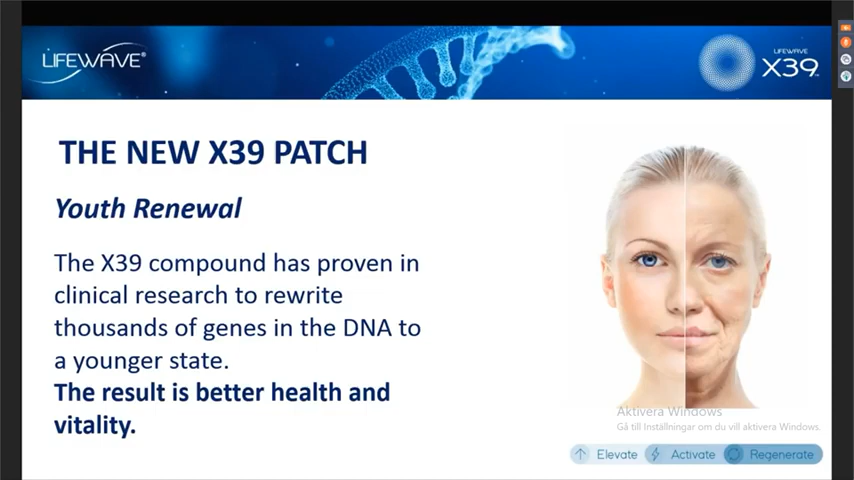 LIFEWAVE®
LIFEWAVE
X39™
THE NEW X39 PATCH
Youth Renewal
The X39 compound has proven in
clinical research to rewrite
thousands of genes in the DNA to
a younger state.
The result is better health and
vitality.
Aktivera Windows
Gå till Inställningar om du vill aktivera Windows.
Elevate Activate Regenerate